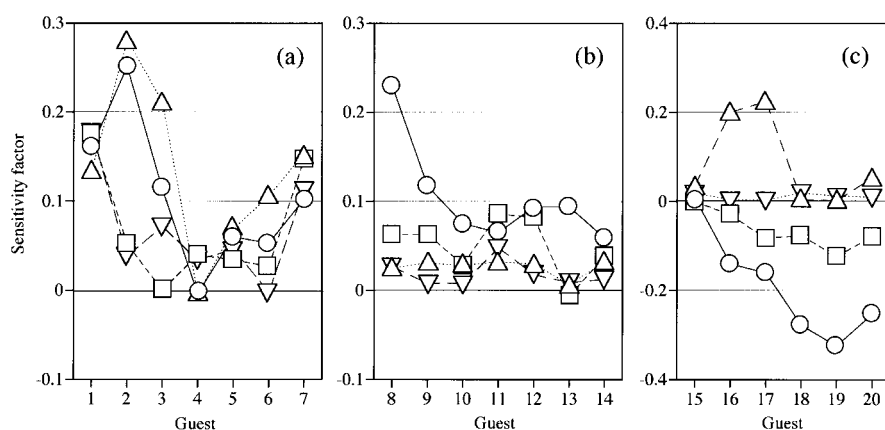 0.3
0.2
0.1
0
-0.1
Sensitivity factor
(a)
1 2 3 4 5 6 7
Guest
0.3
0.2
0.1
0
-0.1
(b)
8 9 10 11 12 13 14
Guest
0.4
0.2
0
-0.2
-0.4
(c)
15 16 17 18 19 20
Guest